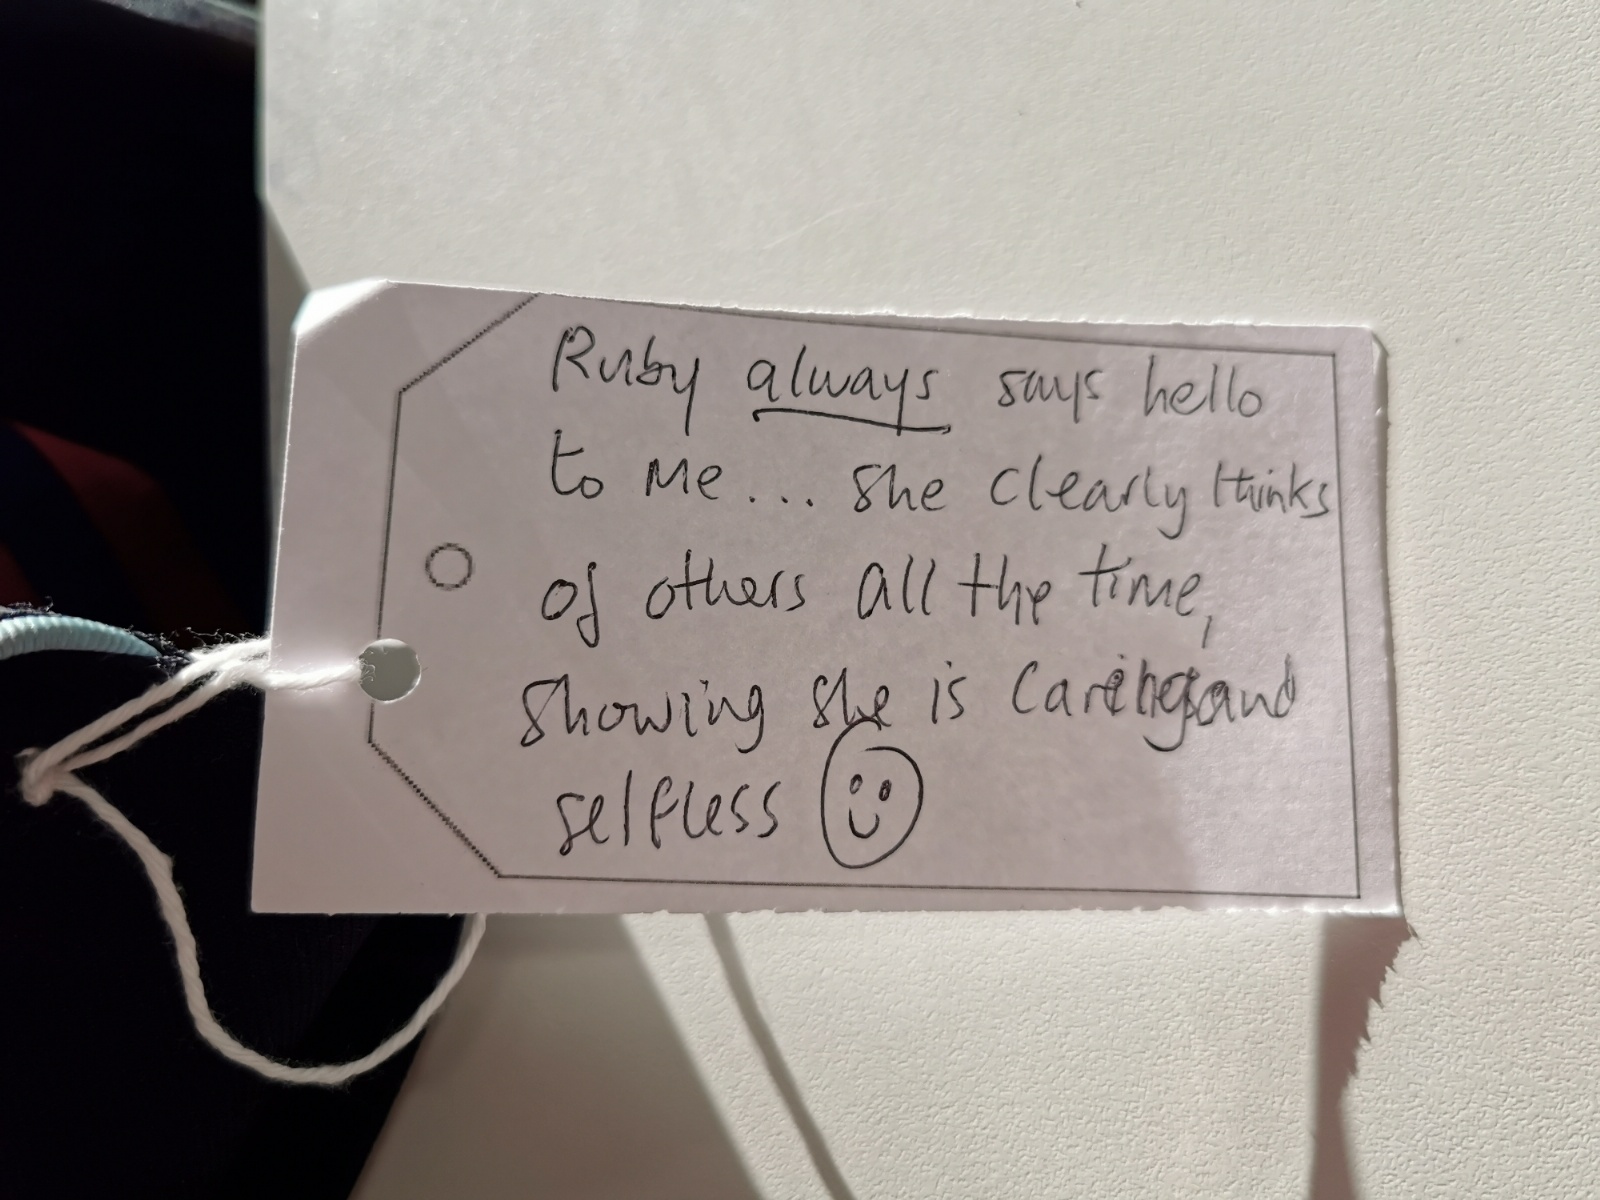 Ruby always says hello
to me... She clearly thinks
of others all the time,
showing she is caring and
selfless